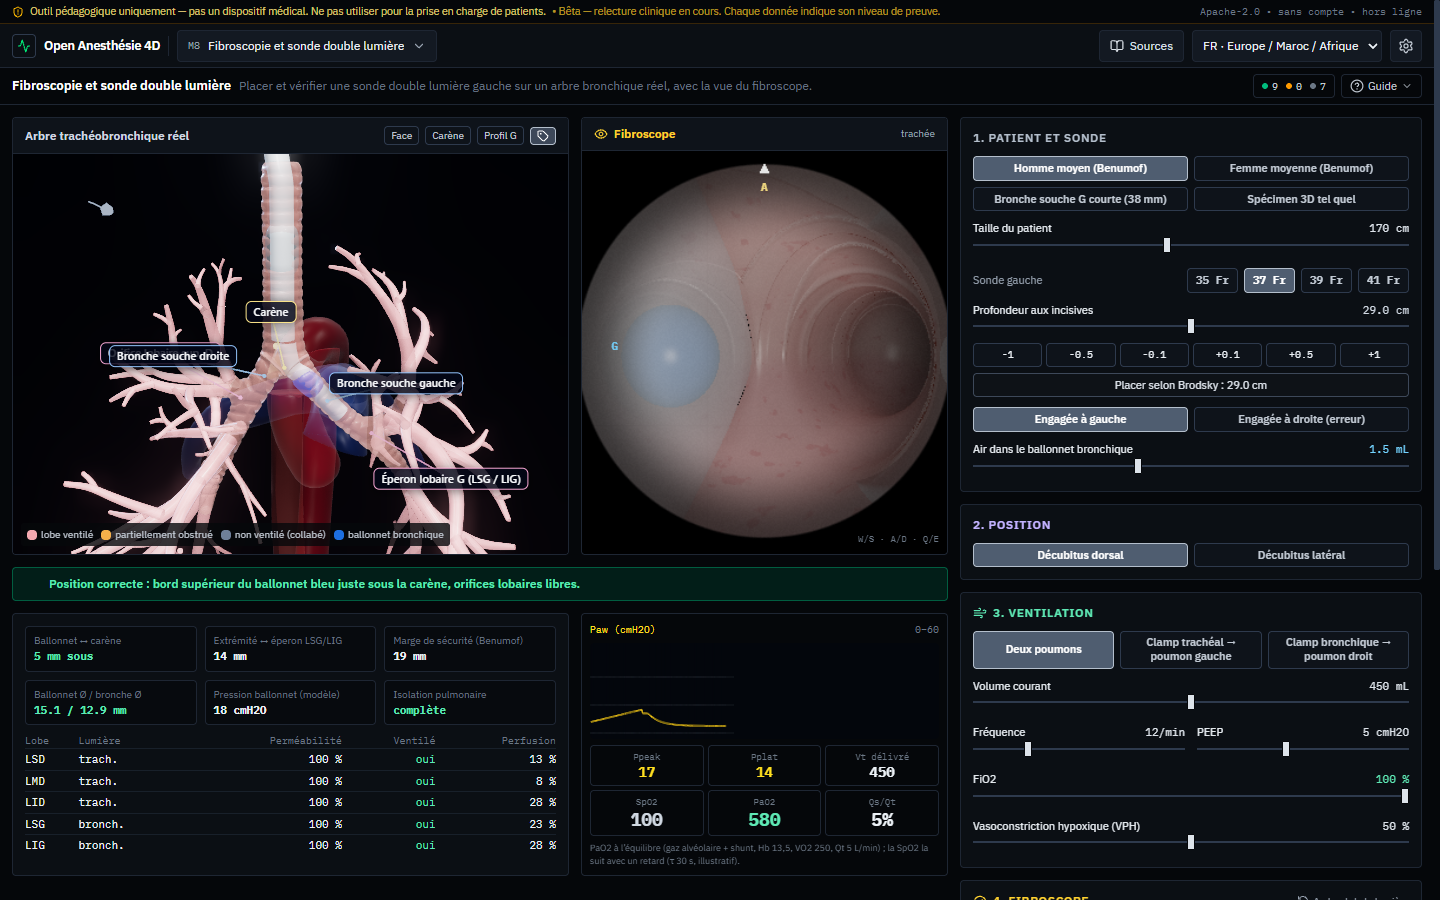 Outil pédagogique uniquement — pas un dispositif médical. Ne pas utiliser pour la prise en charge de patients. • Bêta — relecture clinique en cours. Chaque donnée indique son niveau de preuve.
Apache-2.0 • sans compte • hors ligne
Open Anesthésie 4D
M8 Fibroscopie et sonde double lumière
Sources
FR · Europe / Maroc / Afrique
Fibroscopie et sonde double lumière Placer et vérifier une sonde double lumière gauche sur un arbre bronchique réel, avec la vue du fibroscope.
9 0 7
Guide
Arbre trachéobronchique réel
Face
Carène
Profil G
Carène
Bronche souche droite
Bronche souche gauche
Éperon lobaire G (LSG / LIG)
lobe ventilé
partiellement obstrué
non ventilé (collabé)
ballonnet bronchique
Fibroscope
trachée
A
G
W/S · A/D · Q/E
Position correcte : bord supérieur du ballonnet bleu juste sous la carène, orifices lobaires libres.
Ballonnet ↔ carène
5 mm sous
Extrémité ↔ éperon LSG/LIG
14 mm
Marge de sécurité (Benumof)
19 mm
Ballonnet Ø / bronche Ø
15.1 / 12.9 mm
Pression ballonnet (modèle)
18 cmH2O
Isolation pulmonaire
complète
Lobe Lumière Perméabilité Ventilé Perfusion
LSD trach. 100 % oui 13 %
LMD trach. 100 % oui 8 %
LID trach. 100 % oui 28 %
LSG bronch. 100 % oui 23 %
LIG bronch. 100 % oui 28 %
Paw (cmH2O)
0–60
Ppeak
17
Pplat
14
Vt délivré
450
SpO2
100
PaO2
580
Qs/Qt
5%
PaO2 à l'équilibre (gaz alvéolaire + shunt, Hb 13,5, VO2 250, Qt 5 L/min) ; la SpO2 la
suit avec un retard (τ 30 s, illustratif).
1. PATIENT ET SONDE
Homme moyen (Benumof)
Femme moyenne (Benumof)
Bronche souche G courte (38 mm)
Spécimen 3D tel quel
Taille du patient 170 cm
Sonde gauche 35 Fr 37 Fr 39 Fr 41 Fr
Profondeur aux incisives 29.0 cm
-1 -0.5 -0.1 +0.1 +0.5 +1
Placer selon Brodsky : 29.0 cm
Engagée à gauche
Engagée à droite (erreur)
Air dans le ballonnet bronchique 1.5 mL
2. POSITION
Décubitus dorsal
Décubitus latéral
3. VENTILATION
Deux poumons
Clamp trachéal →
poumon gauche
Clamp bronchique →
poumon droit
Volume courant 450 mL
Fréquence 12/min
PEEP 5 cmH2O
FiO2 100 %
Vasoconstriction hypoxique (VPH) 50 %